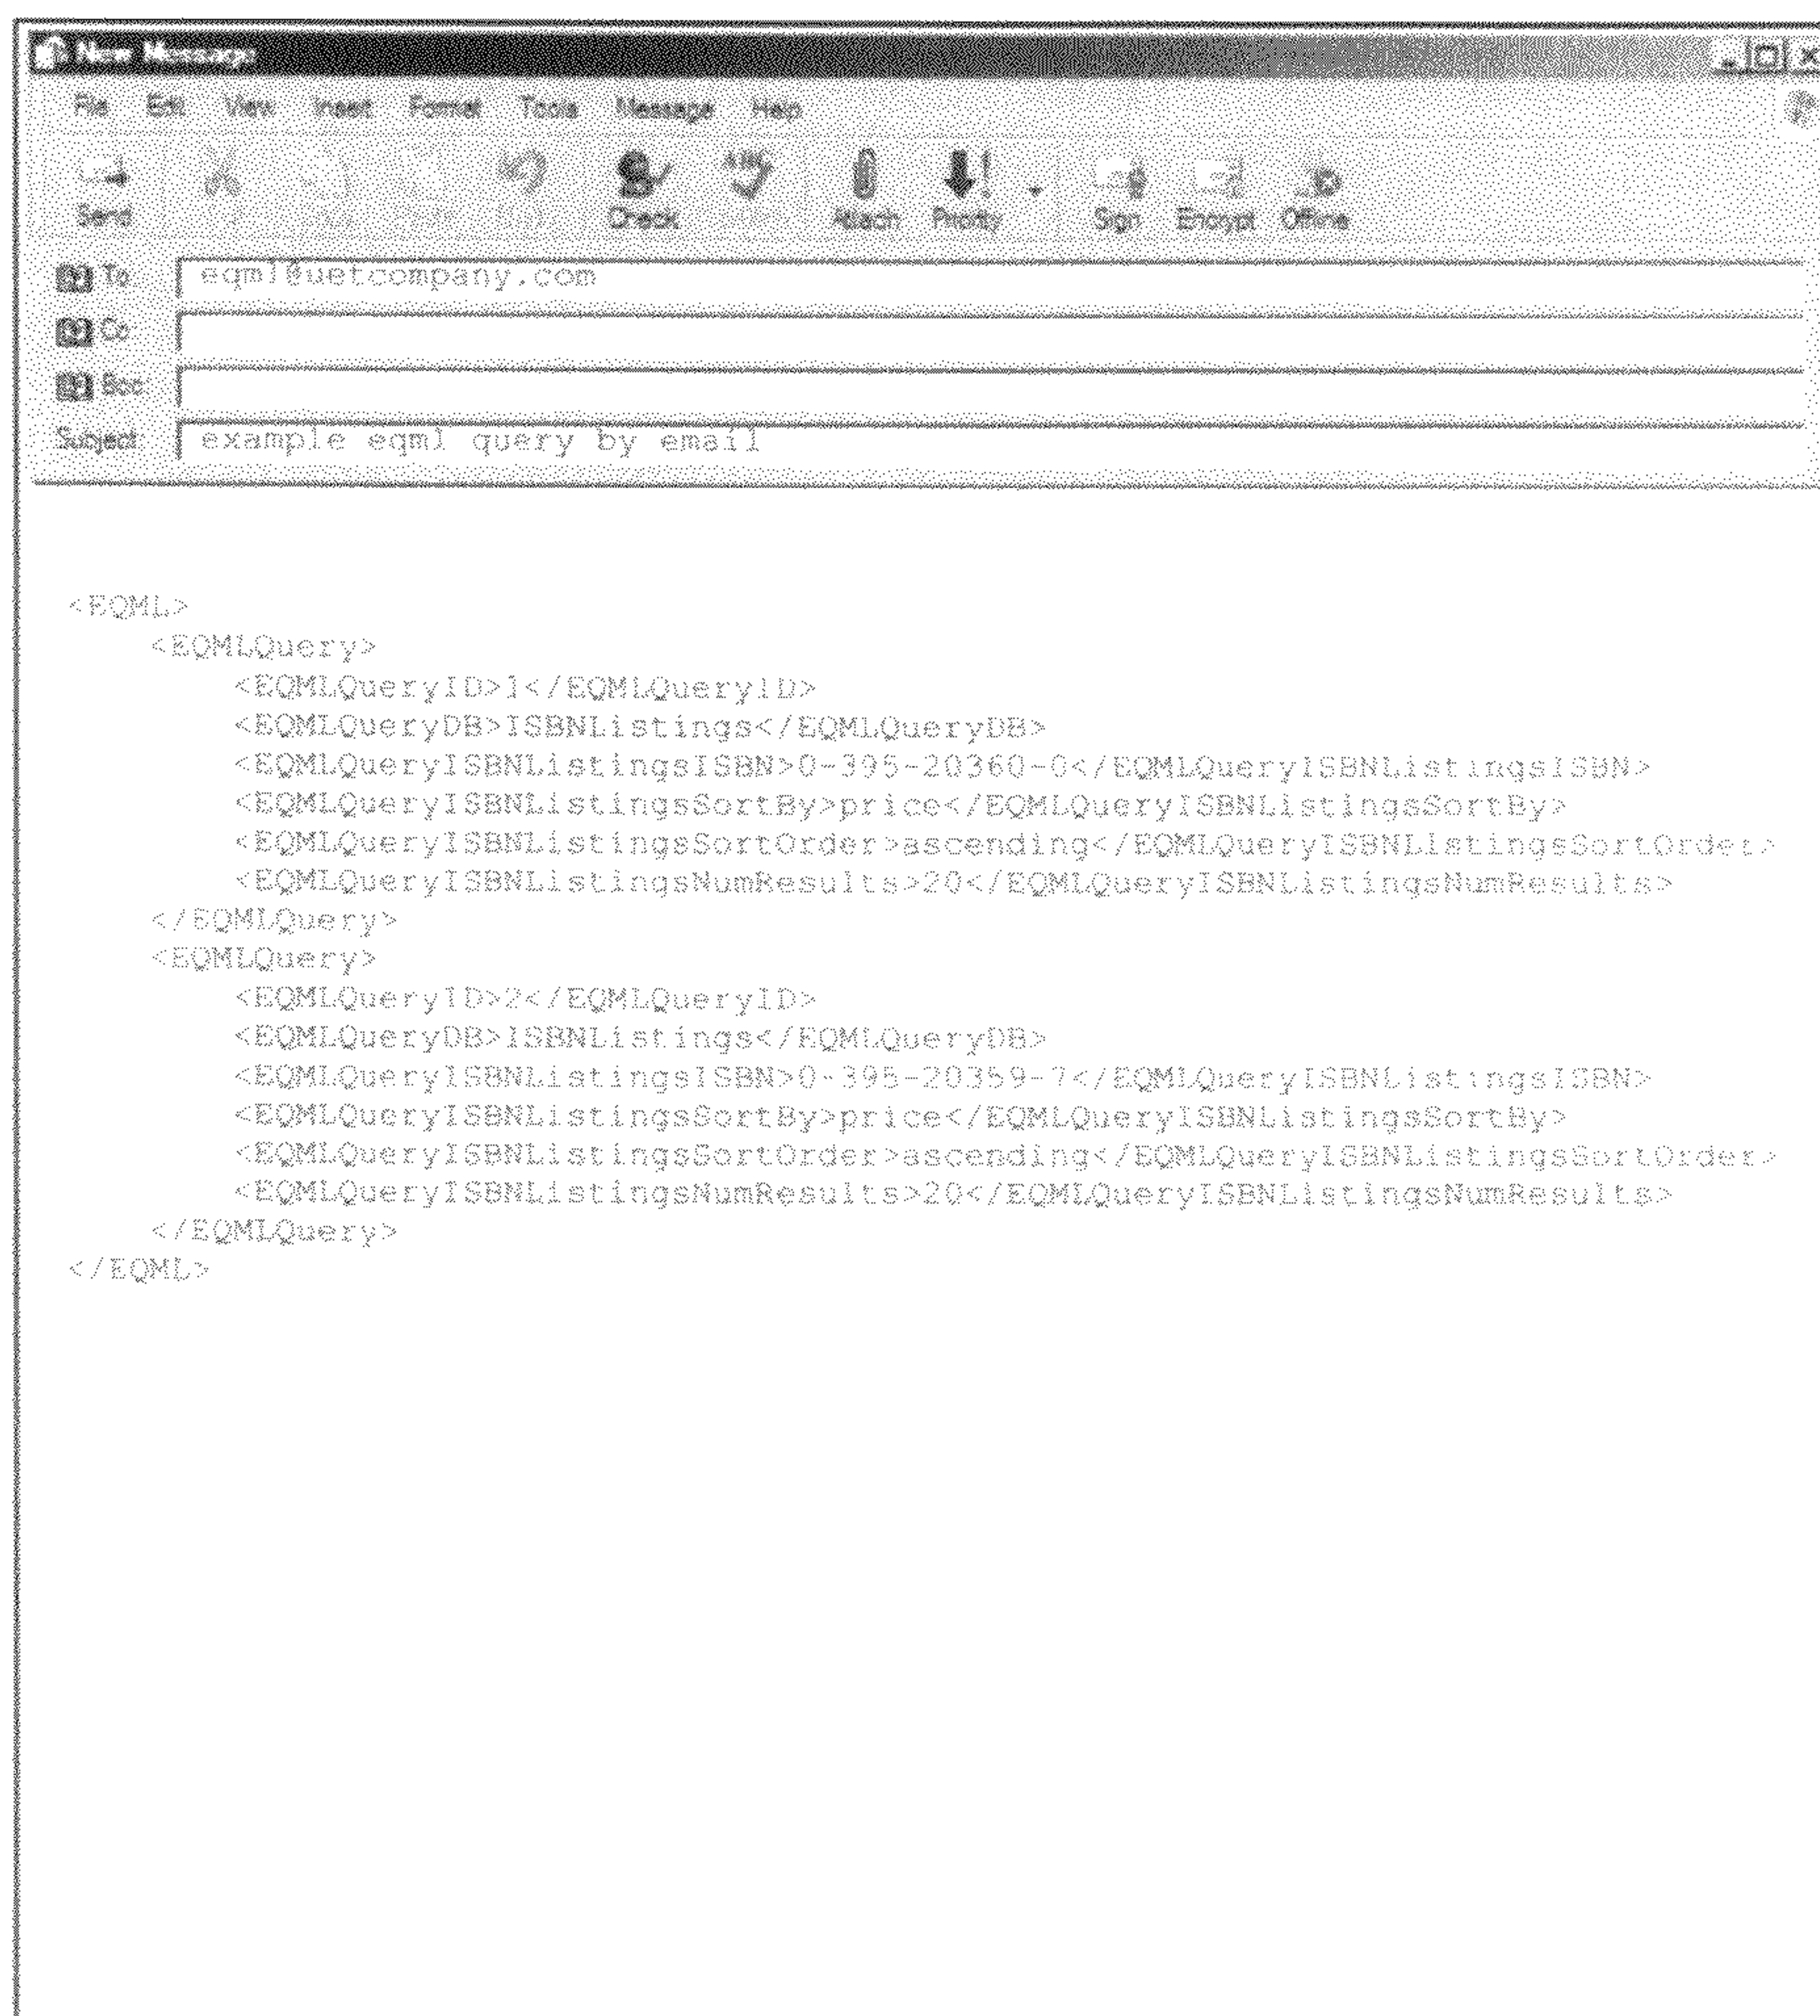 New Message
File Edit View Insert Format Tools Message Help
Send Check Attach Priority Sign Encrypt Offline
To eqml@uetcompany.com
Cc
Bcc
Subject: example eqml query by email
<EQML>
<EQMLQuery>
<EQMLQueryID>1</EQMLQueryID>
<EQMLQueryDB>ISBNListings</EQMLQueryDB>
<EQMLQueryISBNListingsISBN>0-395-20360-0</EQMLQueryISBNListingsISBN>
<EQMLQueryISBNListingsSortBy>price</EQMLQueryISBNListingsSortBy>
<EQMLQueryISBNListingsSortOrder>ascending</EQMLQueryISBNListingsSortOrder>
<EQMLQueryISBNListingsNumResults>20</EQMLQueryISBNListingsNumResults>
</EQMLQuery>
<EQMLQuery>
<EQMLQueryID>2</EQMLQueryID>
<EQMLQueryDB>ISBNListings</EQMLQueryDB>
<EQMLQueryISBNListingsISBN>0-395-20359-7</EQMLQueryISBNListingsISBN>
<EQMLQueryISBNListingsSortBy>price</EQMLQueryISBNListingsSortBy>
<EQMLQueryISBNListingsSortOrder>ascending</EQMLQueryISBNListingsSortOrder>
<EQMLQueryISBNListingsNumResults>20</EQMLQueryISBNListingsNumResults>
</EQMLQuery>
</EQML>